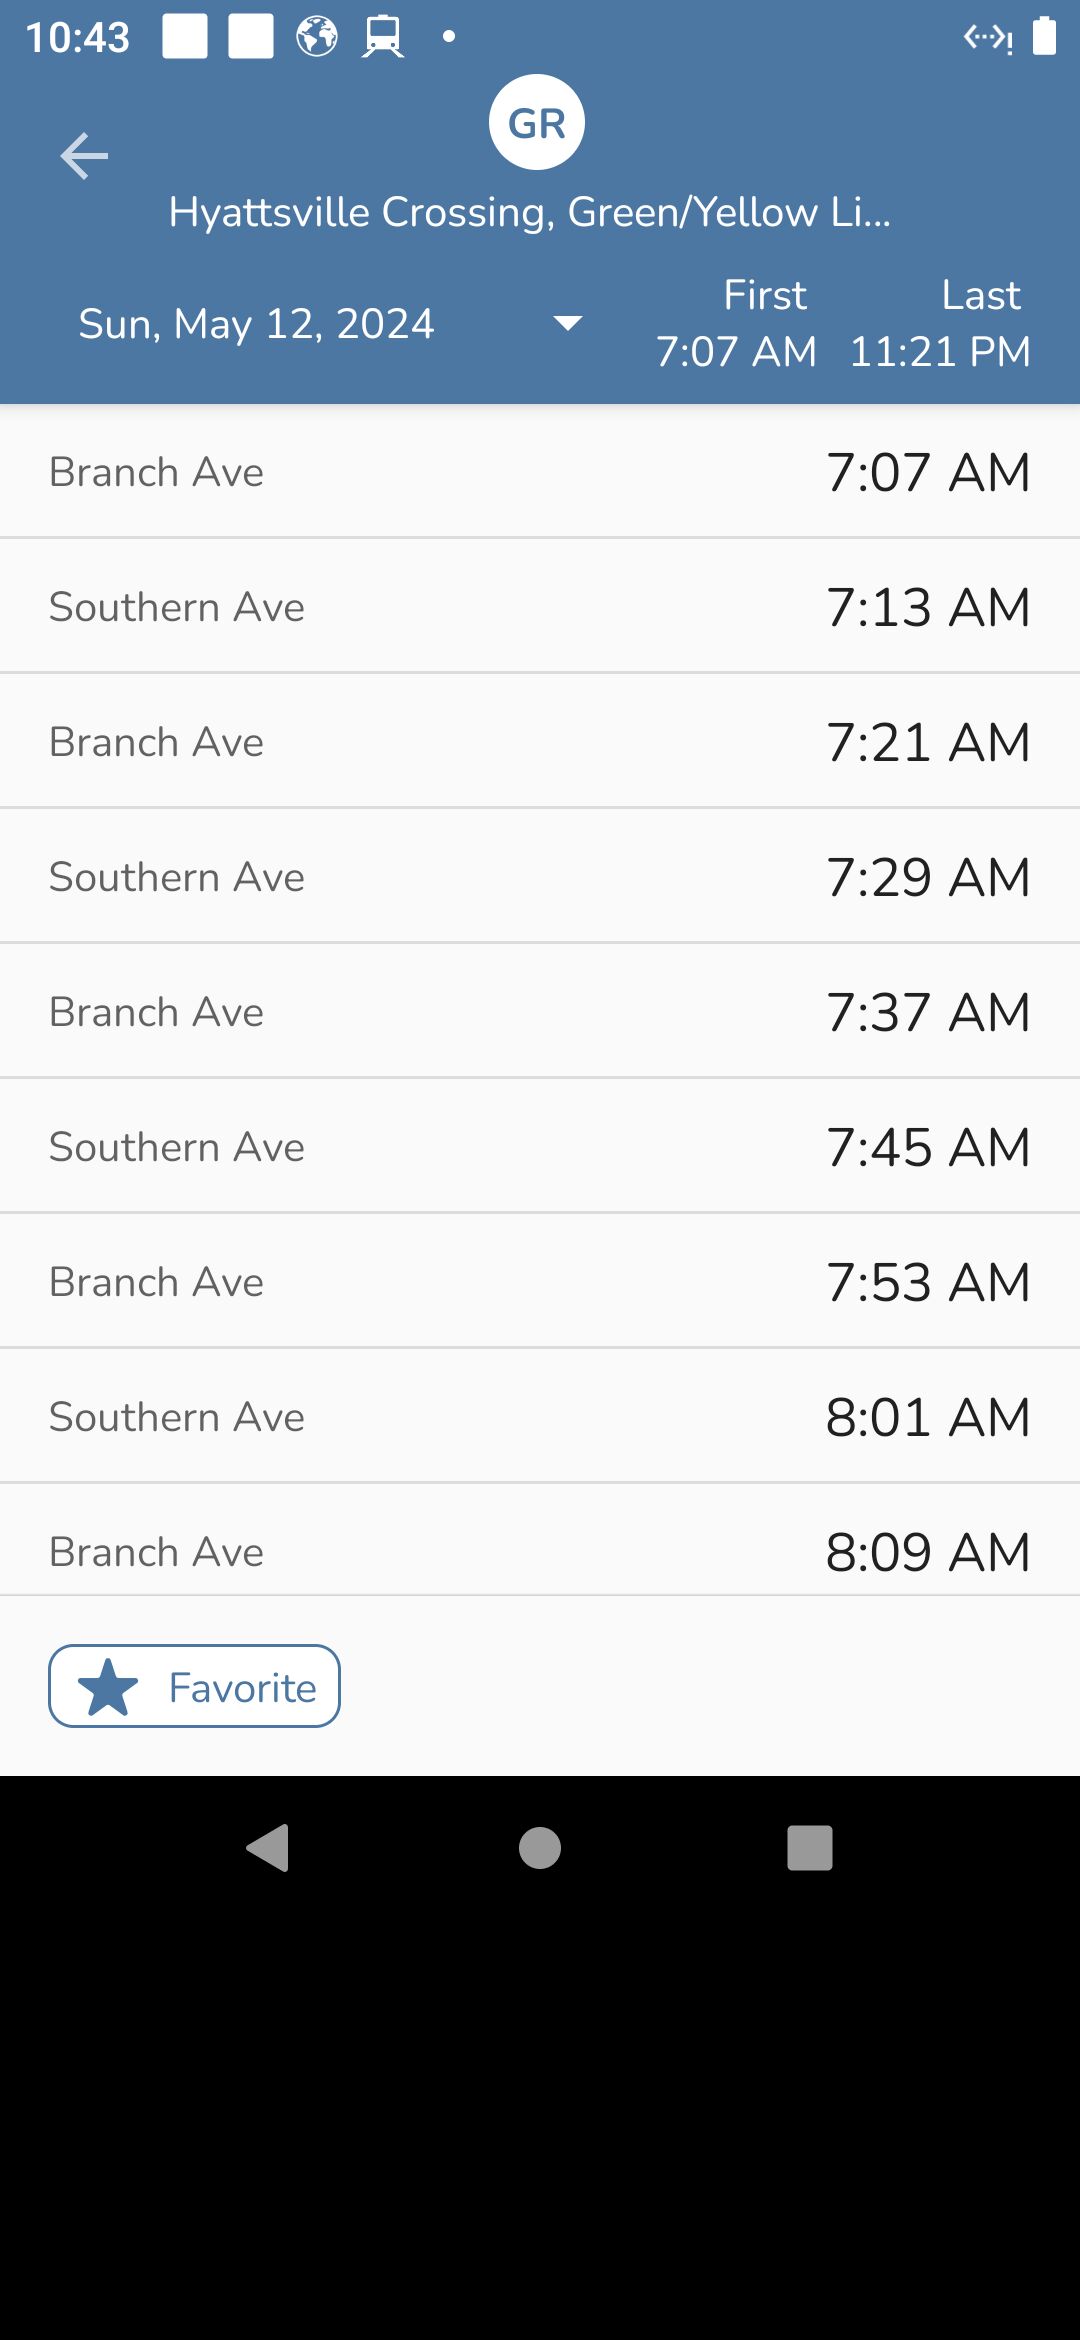 10:43
GR
Hyattsville Crossing, Green/Yellow Li...
Sun, May 12, 2024
First Last
7:07 AM 11:21 PM
Branch Ave 7:07 AM
Southern Ave 7:13 AM
Branch Ave 7:21 AM
Southern Ave 7:29 AM
Branch Ave 7:37 AM
Southern Ave 7:45 AM
Branch Ave 7:53 AM
Southern Ave 8:01 AM
Branch Ave 8:09 AM
Favorite